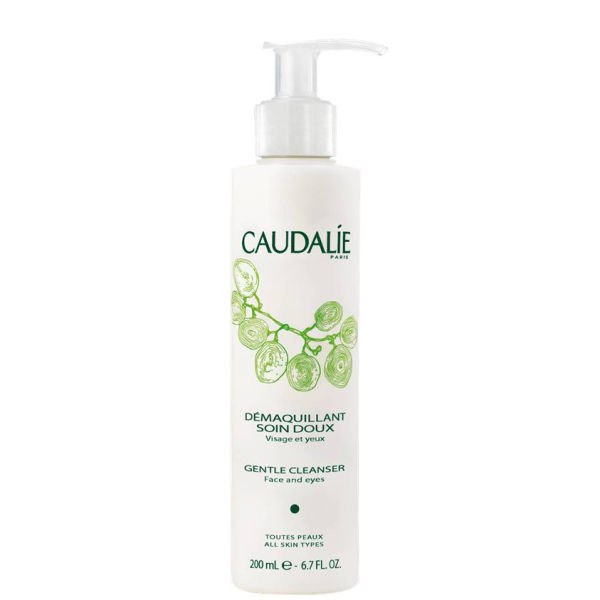 CAUDALÍE
PARIS
DÉMAQUILLANT
SOIN DOUX
Visage et yeux
GENTLE CLEANSER
Face and eyes
TOUTES PEAUX
ALL SKIN TYPES
200 mL ℮ - 6.7 FL. OZ.